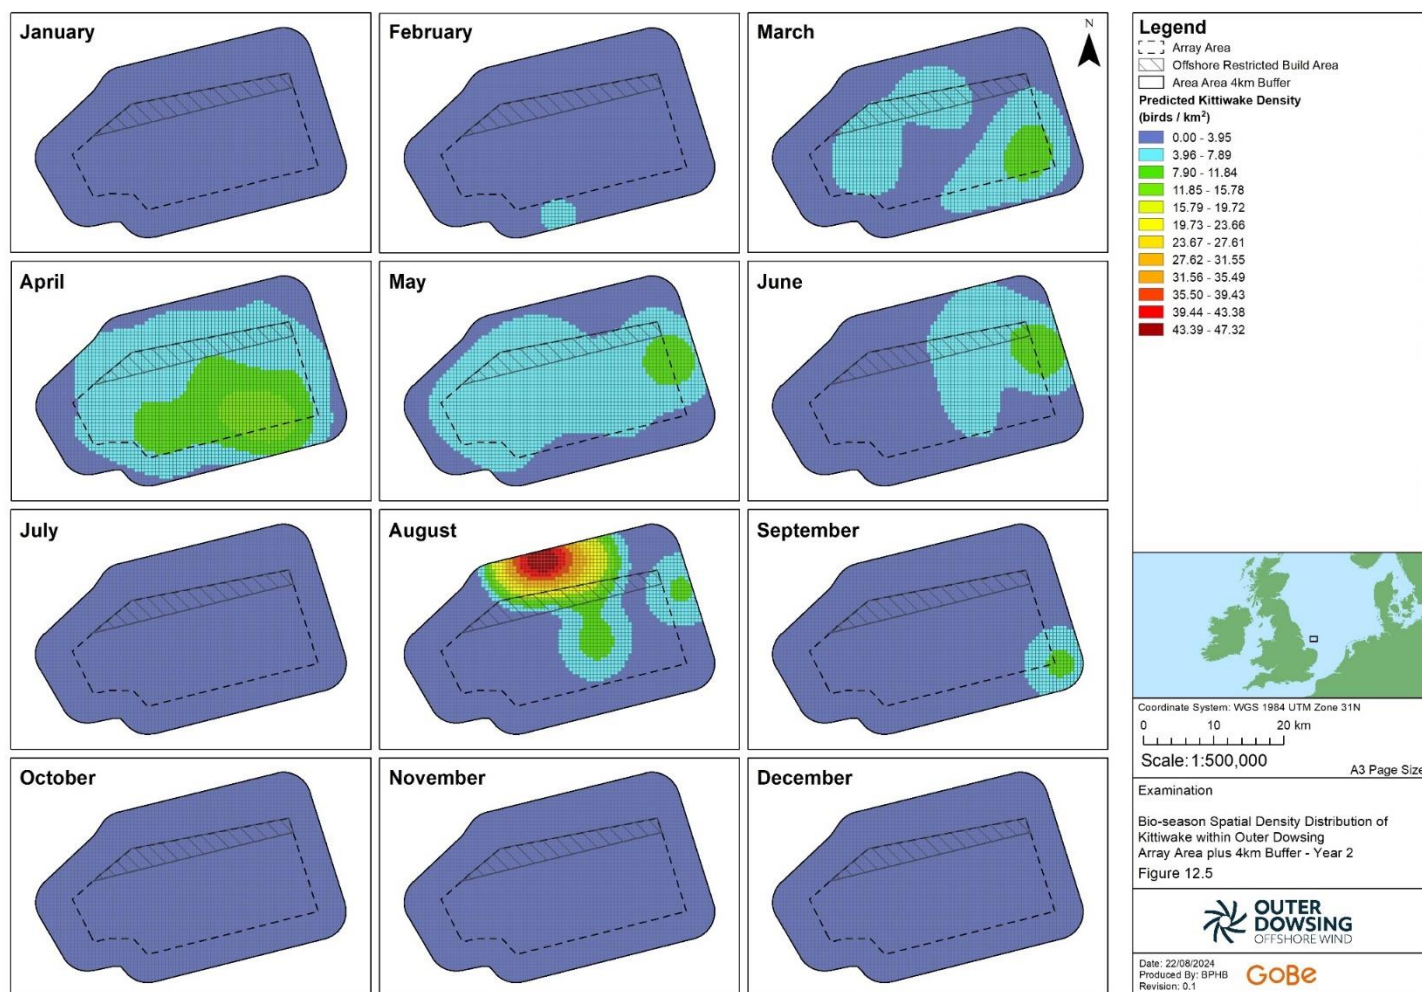 January
February
March
N
April
May
June
July
August
September
October
November
December
Legend
Array Area
Offshore Restricted Build Area
Area Area 4km Buffer
Predicted Kittiwake Density
(birds / km²)
0.00 - 3.95
3.96 - 7.89
7.90 - 11.84
11.85 - 15.78
15.79 - 19.72
19.73 - 23.66
23.67 - 27.61
27.62 - 31.55
31.56 - 35.49
35.50 - 39.43
39.44 - 43.38
43.39 - 47.32
Coordinate System: WGS 1984 UTM Zone 31N
0 10 20 km
Scale: 1:500,000
A3 Page Size
Examination
Bio-season Spatial Density Distribution of
Kittiwake within Outer Dowsing
Array Area plus 4km Buffer - Year 2
Figure 12.5
OUTER
DOWSING
OFFSHORE WIND
Date: 22/08/2024
Produced By: BPHB
Revision: 0.1
GoBe